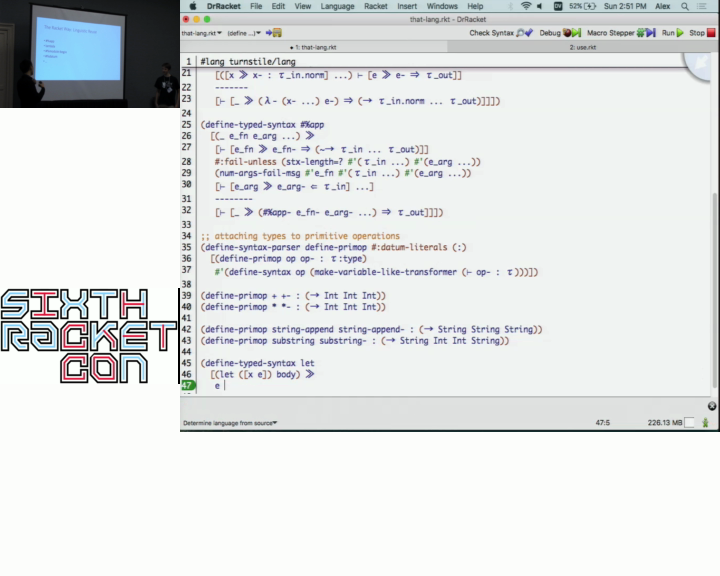 DrRacket File Edit View Language Racket Insert Windows Help 52% Sun 2:51 PM Alex
that-lang.rkt - DrRacket
that-lang.rkt▼ (define ...)▼ Check Syntax Debug Macro Stepper Run Stop
• 1: that-lang.rkt 2: use.rkt
1 #lang turnstile/lang
21 [([x ≫ x- : τ_in.norm] ...) ⊢ [e ≫ e- ⇒ τ_out]]
22 -------
23 [⊢ [_ ≫ (λ- (x- ...) e-) ⇒ (→ τ_in.norm ... τ_out)]]])
24
25 (define-typed-syntax #%app
26 [(_ e_fn e_arg ...) ≫
27 [⊢ [e_fn ≫ e_fn- ⇒ (~→ τ_in ... τ_out)]]
28 #:fail-unless (stx-length=? #'(τ_in ...) #'(e_arg ...))
29 (num-args-fail-msg #'e_fn #'(τ_in ...) #'(e_arg ...))
30 [⊢ [e_arg ≫ e_arg- ⇐ τ_in] ...]
31 --------
32 [⊢ [_ ≫ (#%app- e_fn- e_arg- ...) ⇒ τ_out]]])
33
34 ;; attaching types to primitive operations
35 (define-syntax-parser define-primop #:datum-literals (:)
36 [(define-primop op op- : τ:type)
37 #'(define-syntax op (make-variable-like-transformer (⊢ op- : τ)))])
38
39 (define-primop + +- : (→ Int Int Int))
40 (define-primop * *- : (→ Int Int Int))
41
42 (define-primop string-append string-append- : (→ String String String))
43 (define-primop substring substring- : (→ String Int Int String))
44
45 (define-typed-syntax let
46 [(let ([x e]) body) ≫
47 e
Determine language from source▼ 47:5 226.13 MB
SIXTH
RACKET
CON